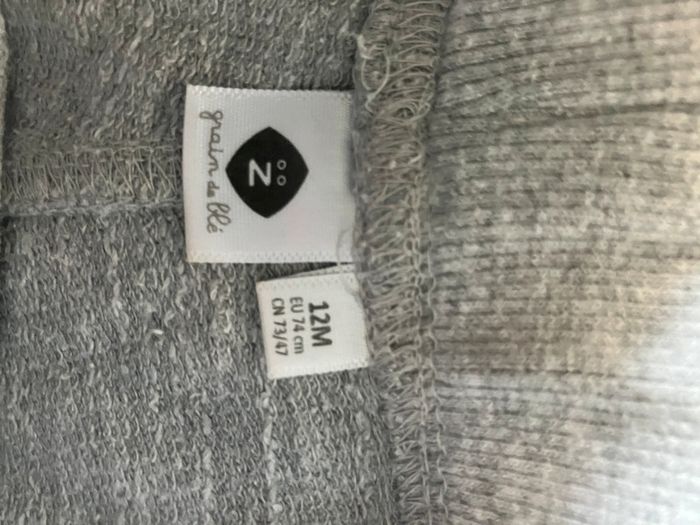 Z
grain de blé
12M
EU 74 cm
CN 73/47